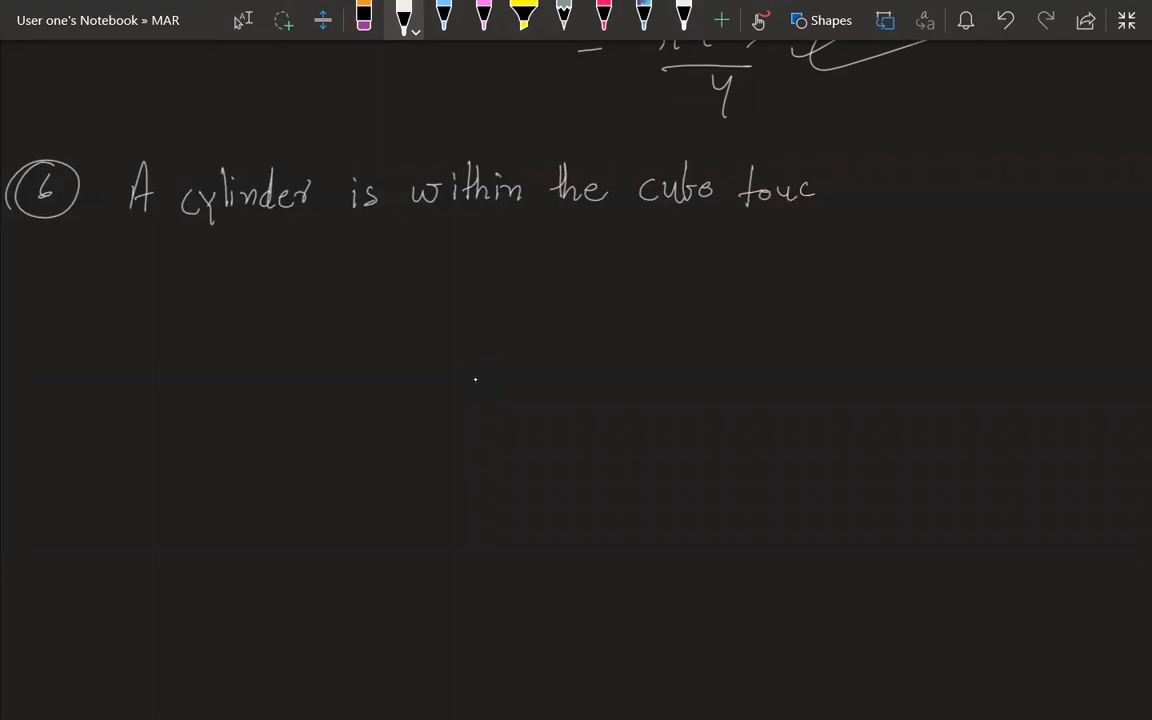 User one's Notebook » MAR
Shapes
4
6 A cylinder is within the cube touc